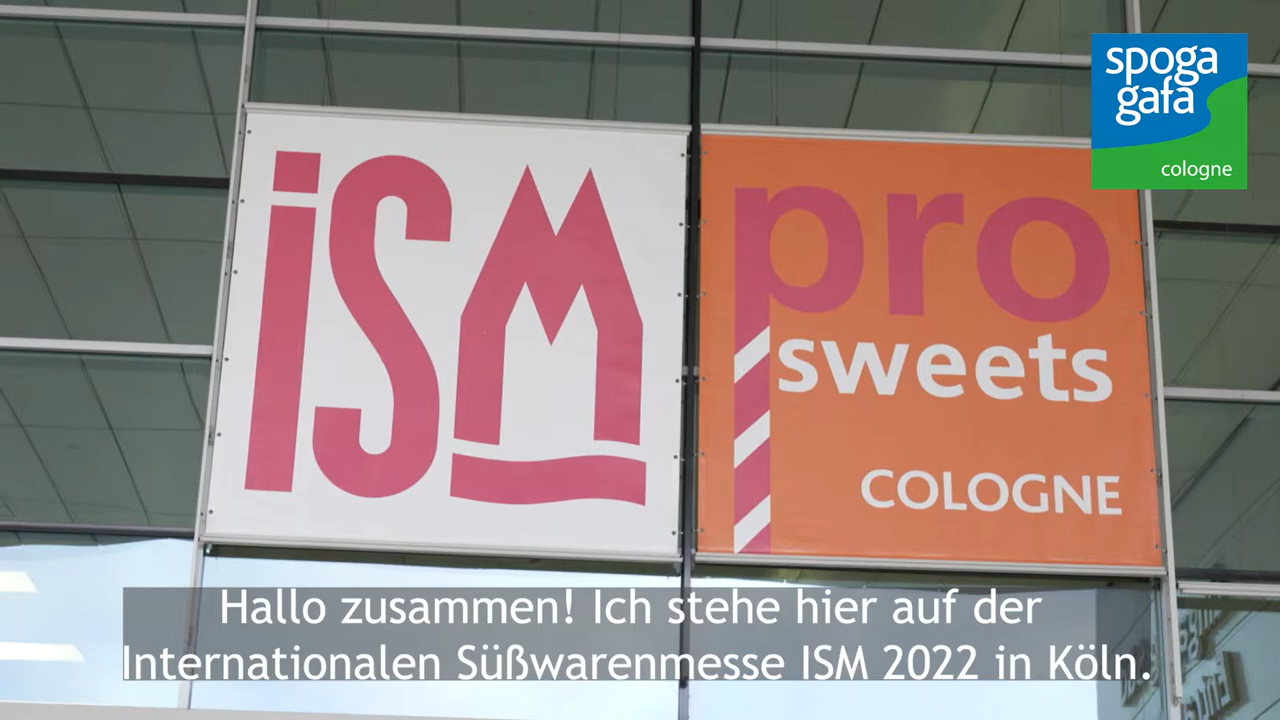 spoga
gafa
cologne
iSM
pro
sweets
COLOGNE
Hallo zusammen! Ich stehe hier auf der
Internationalen Süßwarenmesse ISM 2022 in Köln.